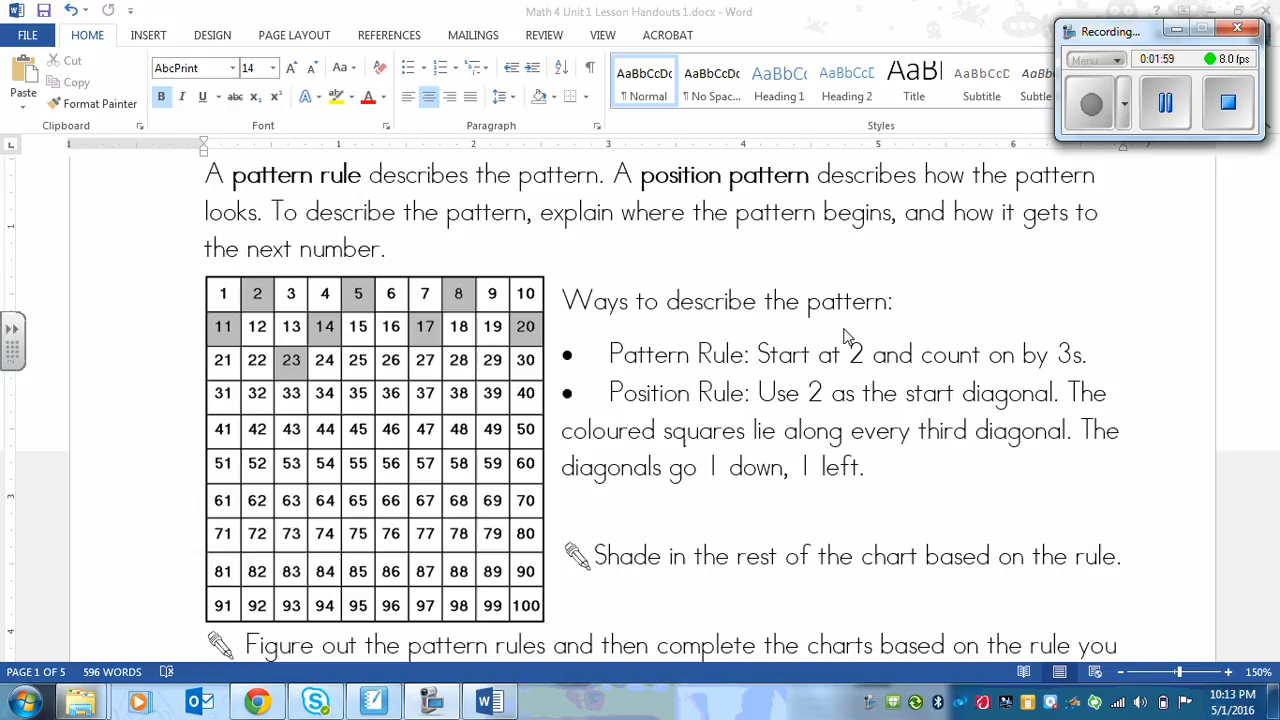 Math 4 Unit 1 Lesson Handouts 1.docx - Word
FILE HOME INSERT DESIGN PAGE LAYOUT REFERENCES MAILINGS REVIEW VIEW ACROBAT
Recording...
Menu 0:01:59 8.0 fps
Paste
Cut
Copy
Format Painter
Clipboard
AbcPrint 14
Font
Paragraph
AaBbCcDc AaBbCcDc AaBbCc AaBbCcI AaBI AaBbCcD AaBbCcD
¶ Normal ¶ No Spac... Heading 1 Heading 2 Title Subtitle Subtle
Styles
1 1 2 3 4 5 6 7
A pattern rule describes the pattern. A position pattern describes how the pattern
looks. To describe the pattern, explain where the pattern begins, and how it gets to
the next number.
1 2 3 4 5 6 7 8 9 10
11 12 13 14 15 16 17 18 19 20
21 22 23 24 25 26 27 28 29 30
31 32 33 34 35 36 37 38 39 40
41 42 43 44 45 46 47 48 49 50
51 52 53 54 55 56 57 58 59 60
61 62 63 64 65 66 67 68 69 70
71 72 73 74 75 76 77 78 79 80
81 82 83 84 85 86 87 88 89 90
91 92 93 94 95 96 97 98 99 100
Ways to describe the pattern:
• Pattern Rule: Start at 2 and count on by 3s.
• Position Rule: Use 2 as the start diagonal. The
coloured squares lie along every third diagonal. The
diagonals go 1 down, 1 left.
Shade in the rest of the chart based on the rule.
Figure out the pattern rules and then complete the charts based on the rule you
PAGE 1 OF 5 596 WORDS 150%
10:13 PM
5/1/2016